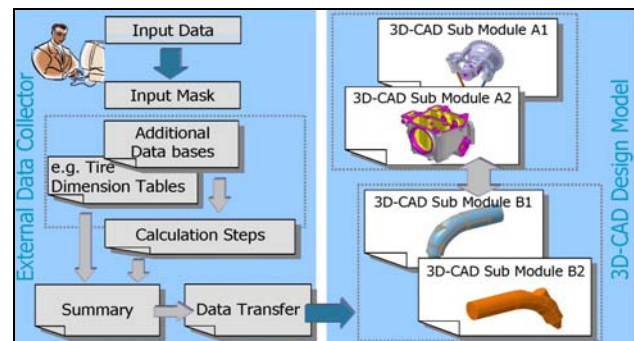 External Data Collector
Input Data
Input Mask
Additional
Data bases
e.g. Tire
Dimension Tables
Calculation Steps
Summary
Data Transfer
3D-CAD Sub Module A1
3D-CAD Sub Module A2
3D-CAD Sub Module B1
3D-CAD Sub Module B2
3D-CAD Design Model